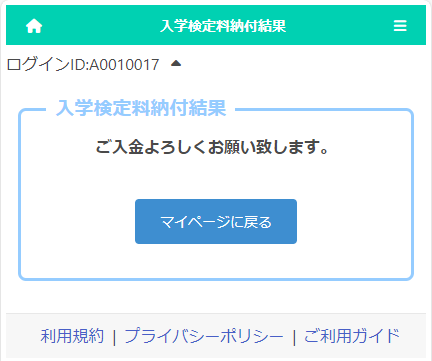 入学検定料納付結果
ログインID:A0010017
入学検定料納付結果
ご入金よろしくお願い致します。
マイページに戻る
利用規約 | プライバシーポリシー | ご利用ガイド